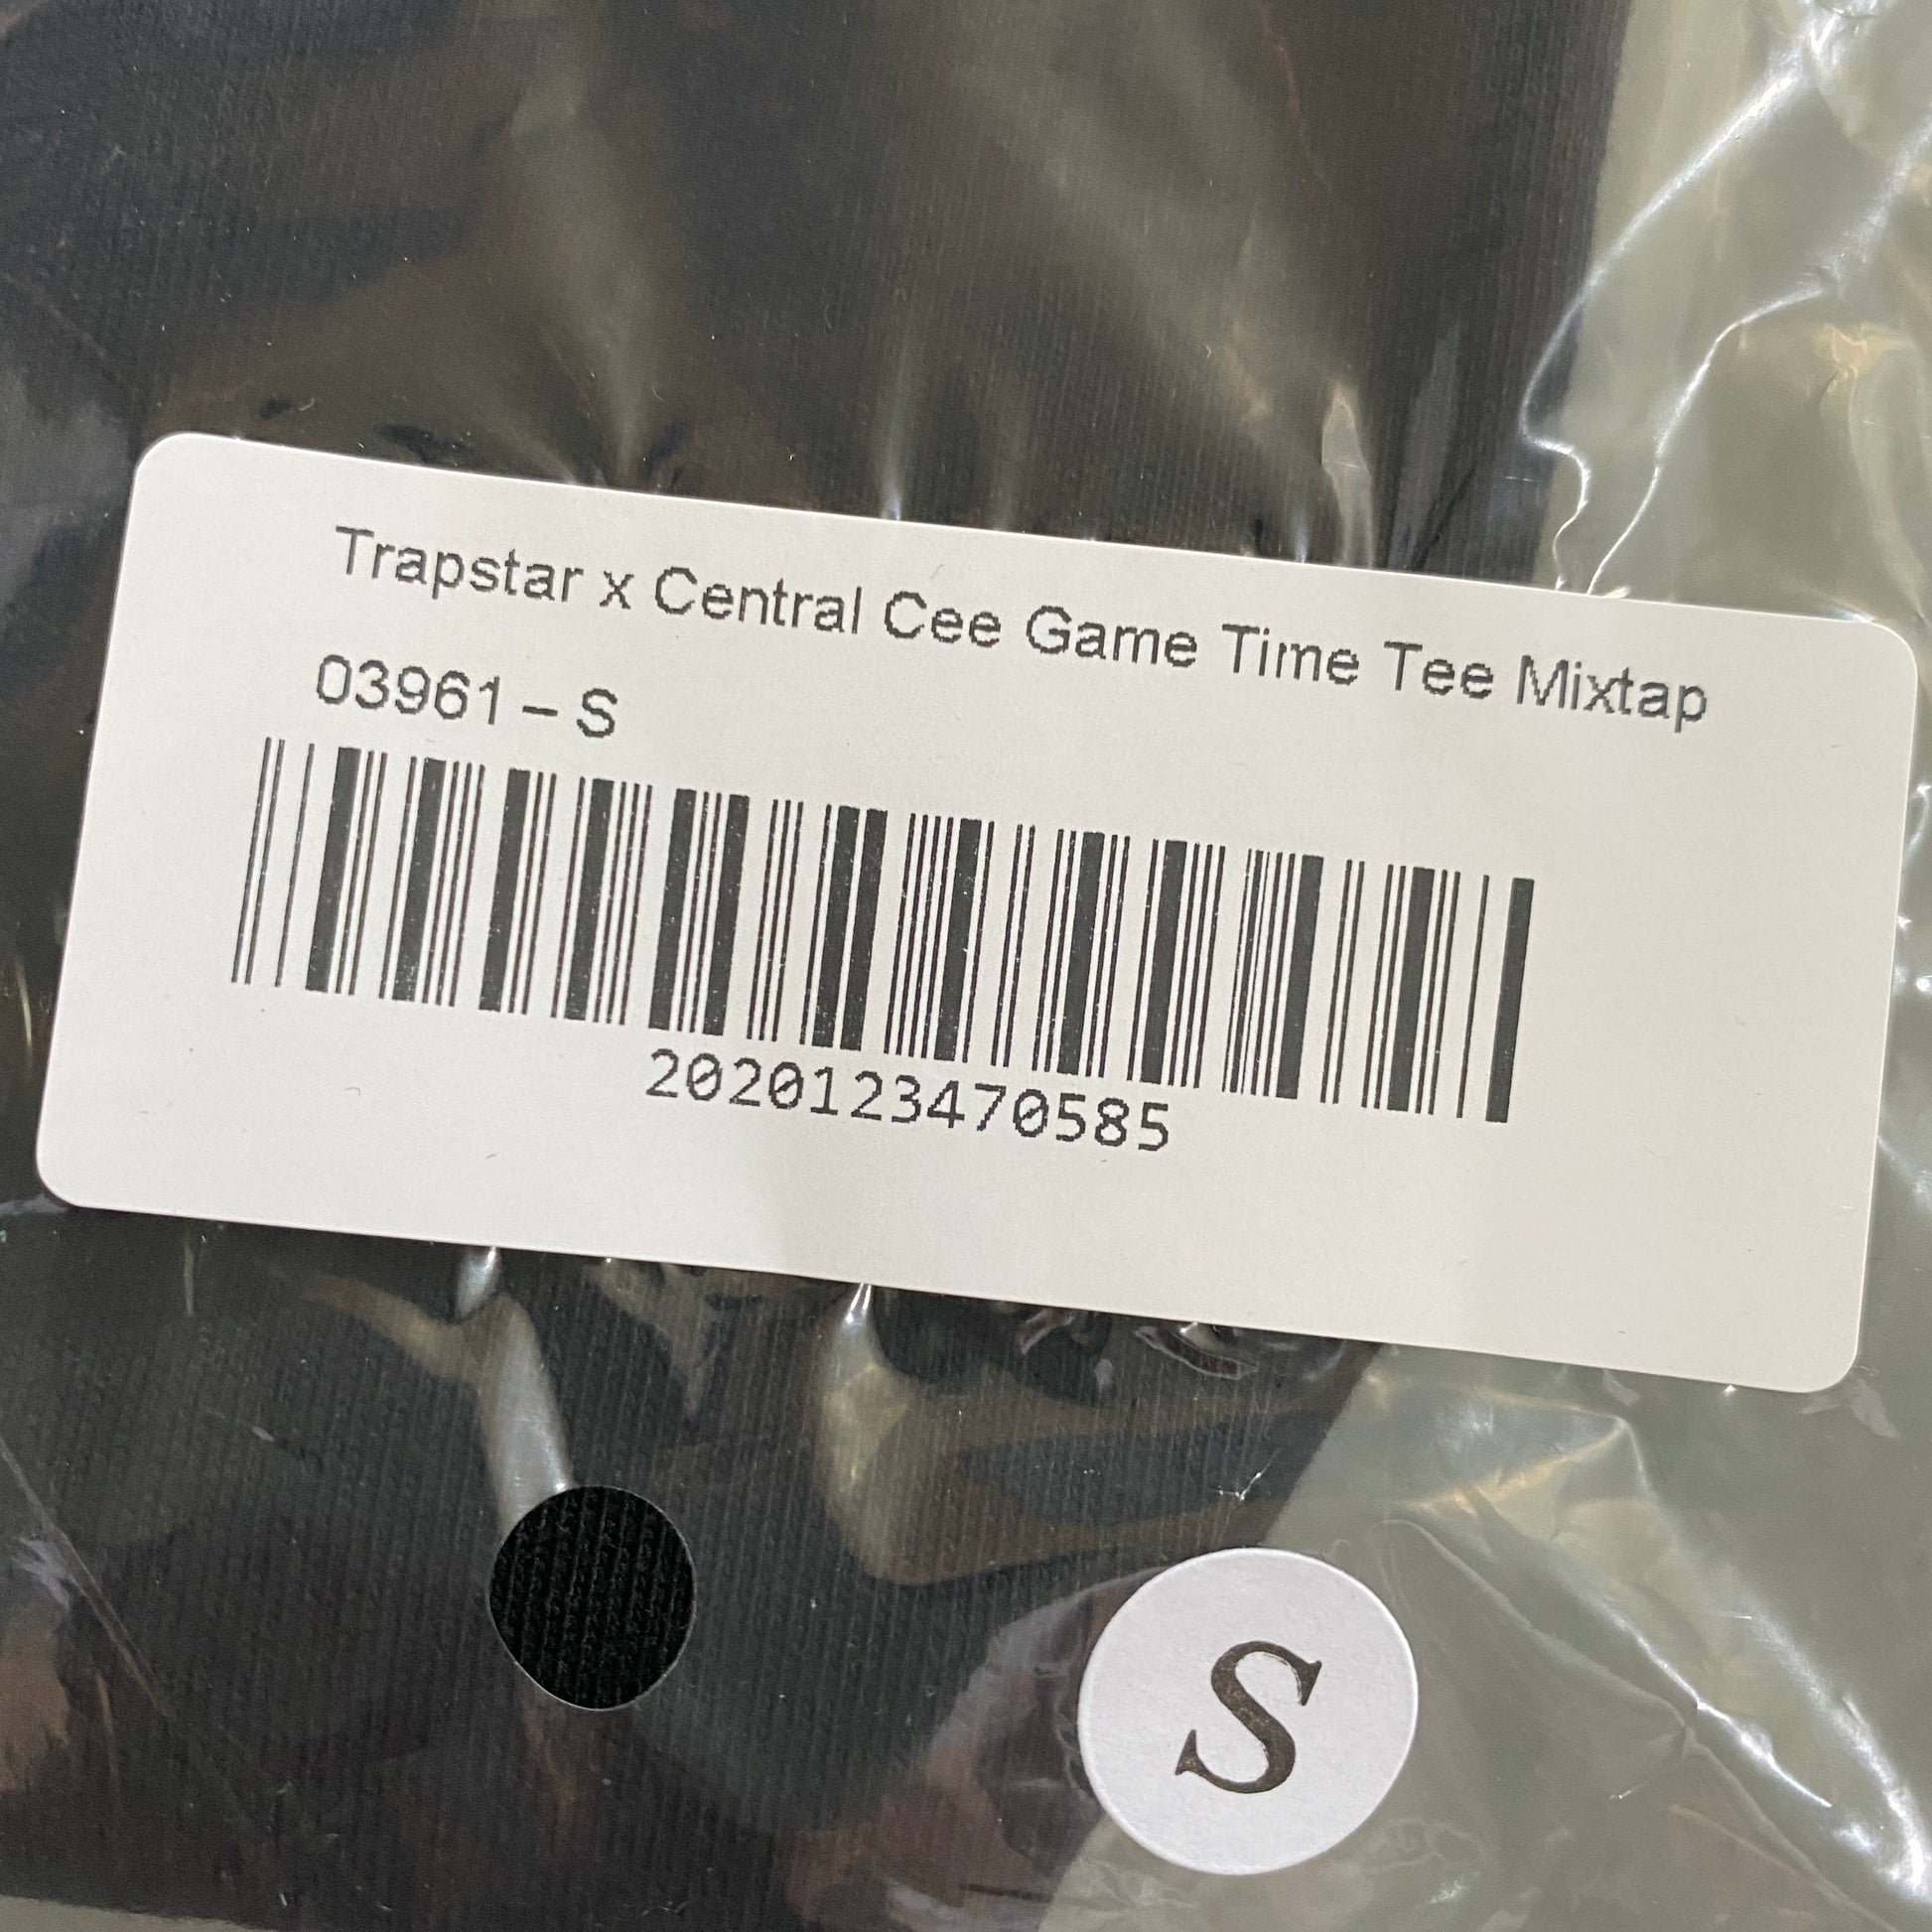 Trapstar x Central Cee Game Time Tee Mixtap
03961 – S
2020123470585
S